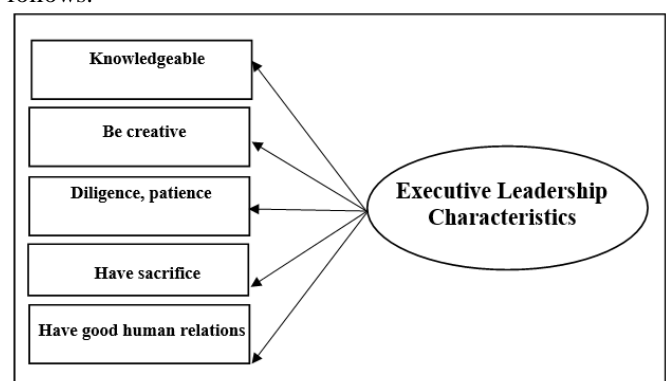 follows.
Knowledgeable
Be creative
Diligence, patience
Have sacrifice
Have good human relations
Executive Leadership
Characteristics